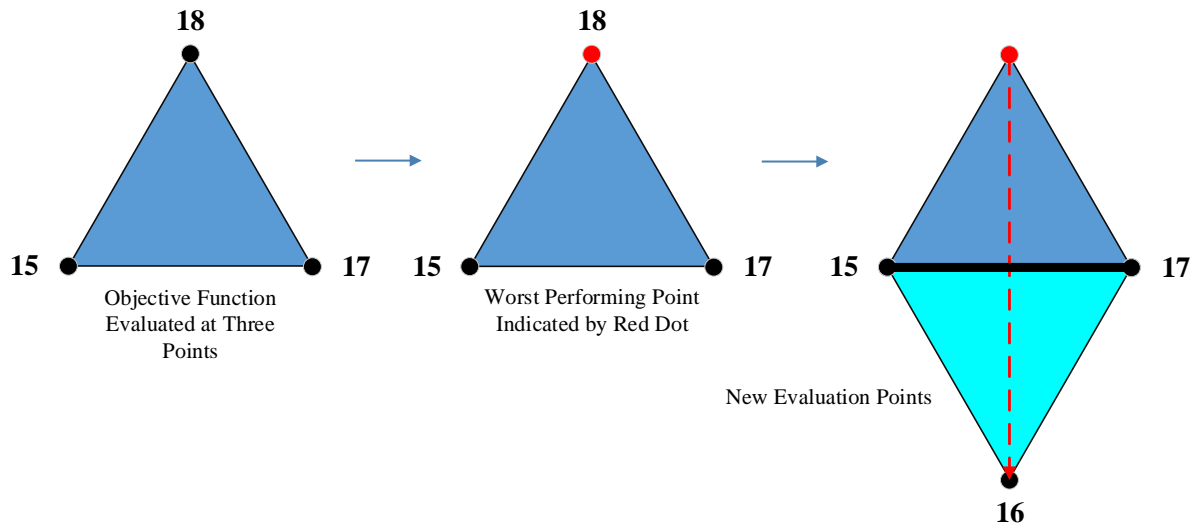 18
18
15
17
15
17
15
17
Objective Function
Evaluated at Three
Points
Worst Performing Point
Indicated by Red Dot
New Evaluation Points
16